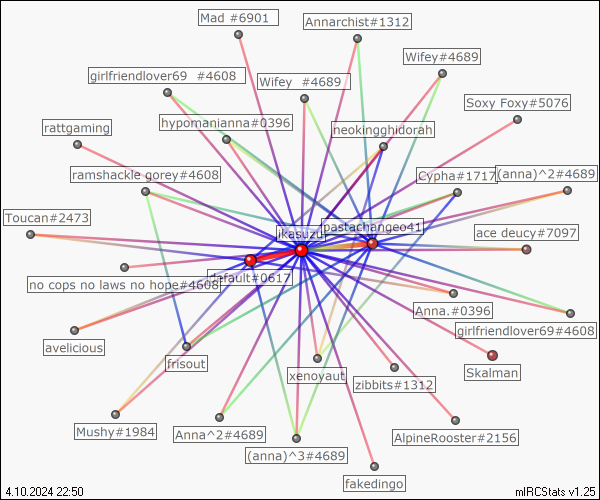 Mad #6901
Annarchist#1312
Wifey#4689
girlfriendlover69 #4608
Wifey #4689
Soxy Foxy#5076
hypomanianna#0396
neokingghidorah
rattgaming
ramshackle gorey#4608
Cypha#1717
(anna)^2#4689
Toucan#2473
ikasuzu
pastachangeo41
ace deucy#7097
no cops no laws no hope#4608
default#0617
Anna.#0396
girlfriendlover69#4608
avelicious
frisout
xenoyaut
zibbits#1312
Skalman
Mushy#1984
Anna^2#4689
(anna)^3#4689
AlpineRooster#2156
fakedingo
4.10.2024 22:50
mIRCStats v1.25